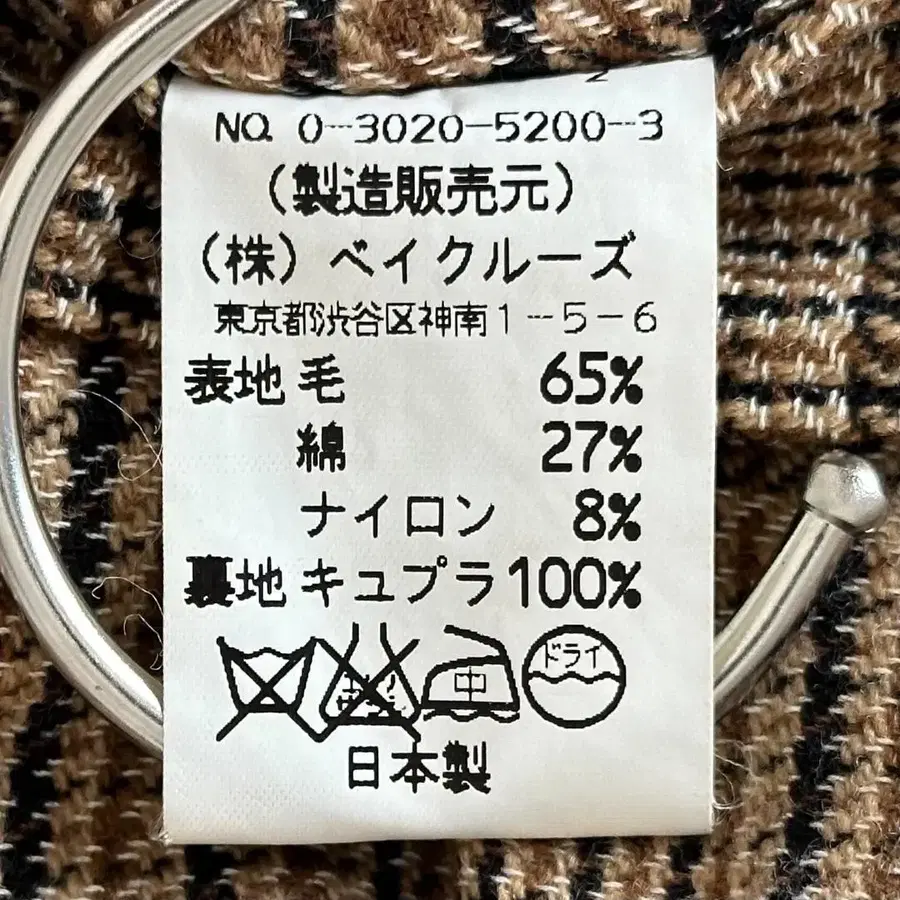 NO. 0-3020-5200-3
(製造販売元)
(株)ベイクルーズ
東京都渋谷区神南1-5-6
表地 毛 65%
綿 27%
ナイロン 8%
裏地 キュプラ 100%
中 ドライ
日本製